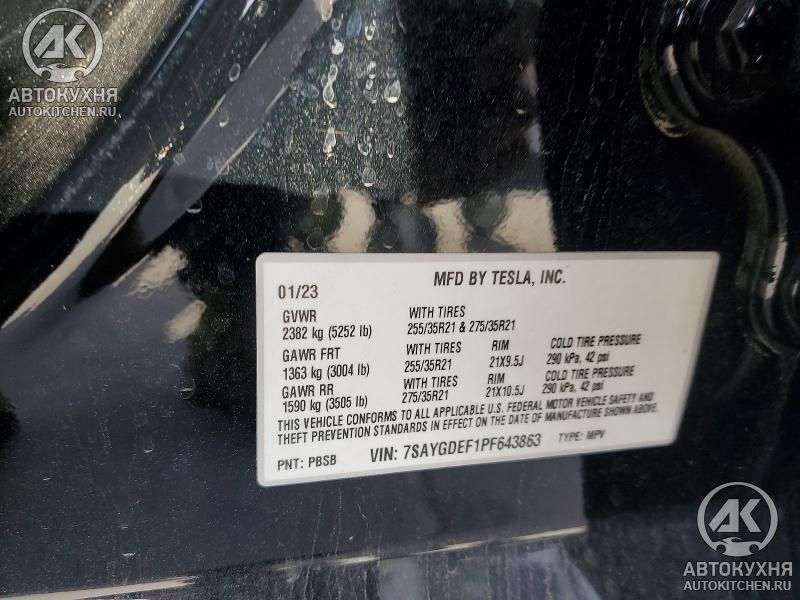 AK
АВТОКУХНЯ
AUTOKITCHEN.RU
01/23 MFD BY TESLA, INC.
GVWR WITH TIRES
2382 kg (5252 lb) 255/35R21 & 275/35R21
GAWR FRT WITH TIRES RIM COLD TIRE PRESSURE
1363 kg (3004 lb) 255/35R21 21X9.5J 290 kPa, 42 psi
GAWR RR WITH TIRES RIM COLD TIRE PRESSURE
1590 kg (3505 lb) 275/35R21 21X10.5J 290 kPa, 42 psi
THIS VEHICLE CONFORMS TO ALL APPLICABLE U.S. FEDERAL MOTOR VEHICLE SAFETY AND
THEFT PREVENTION STANDARDS IN EFFECT ON THE DATE OF MANUFACTURE SHOWN ABOVE.
PNT: PBSB VIN: 7SAYGDEF1PF643863 TYPE: MPV
AK
АВТОКУХНЯ
AUTOKITCHEN.RU